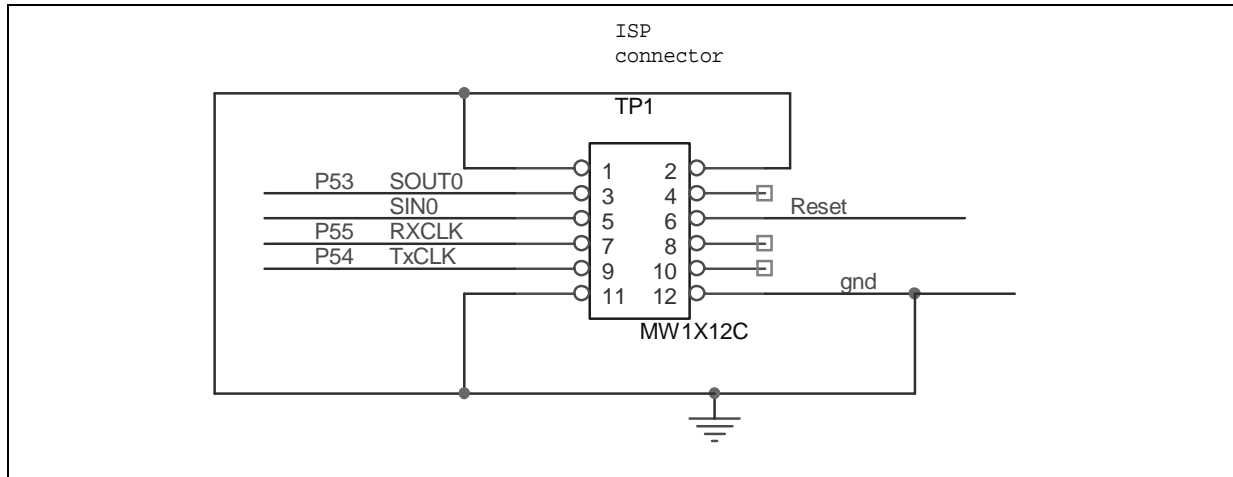 ISP
connector
TP1
1 2
P53 SOUT0 3 4
SIN0 5 6 Reset
P55 RXCLK 7 8
P54 TxCLK 9 10
11 12 gnd
MW1X12C